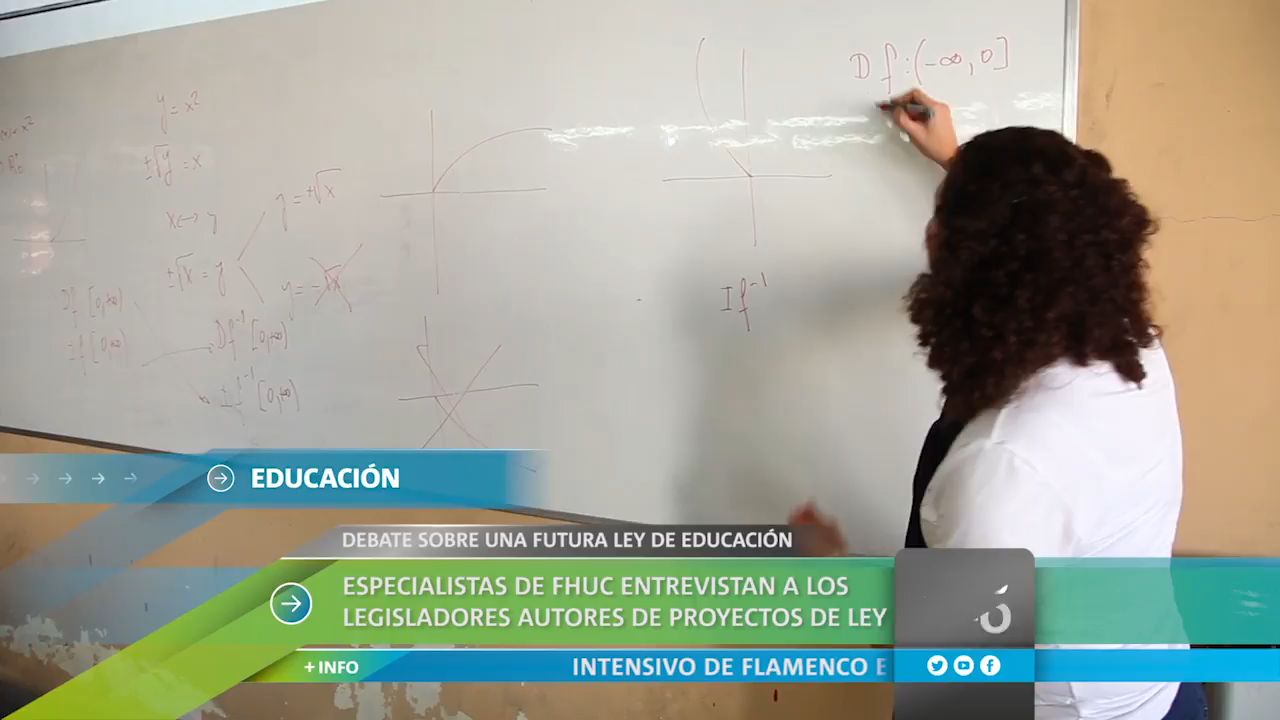 y = x²
±√y = x
x ↔ y
±√x = y
y = +√x
y = -√x
Df [0,+∞)
If [0,+∞)
Df⁻¹ [0,+∞)
If⁻¹ [0,+∞)
Df: (-∞, 0]
If⁻¹
EDUCACIÓN
DEBATE SOBRE UNA FUTURA LEY DE EDUCACIÓN
ESPECIALISTAS DE FHUC ENTREVISTAN A LOS
LEGISLADORES AUTORES DE PROYECTOS DE LEY
+ INFO
INTENSIVO DE FLAMENCO E